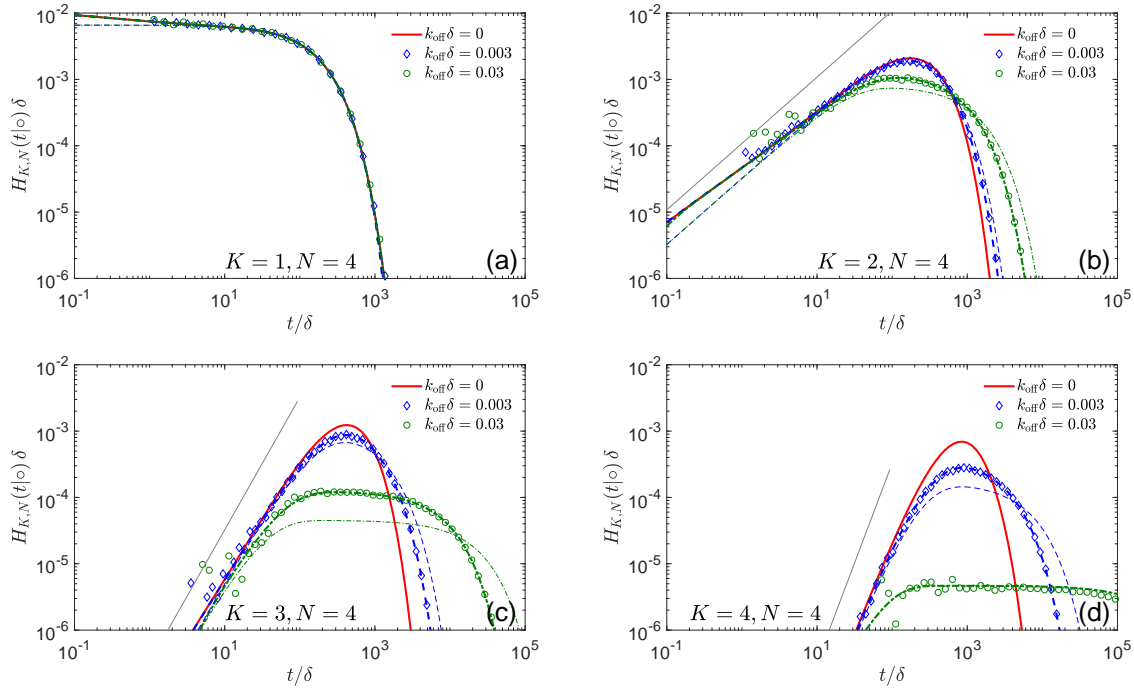 10^-2
10^-3
10^-4
10^-5
10^-6
H_{K,N}(t|○) δ
k_off δ = 0
k_off δ = 0.003
k_off δ = 0.03
K = 1, N = 4
(a)
10^-1 10^1 10^3 10^5
t/δ
10^-2
10^-3
10^-4
10^-5
10^-6
H_{K,N}(t|○) δ
k_off δ = 0
k_off δ = 0.003
k_off δ = 0.03
K = 2, N = 4
(b)
10^-1 10^1 10^3 10^5
t/δ
10^-2
10^-3
10^-4
10^-5
10^-6
H_{K,N}(t|○) δ
k_off δ = 0
k_off δ = 0.003
k_off δ = 0.03
K = 3, N = 4
(c)
10^-1 10^1 10^3 10^5
t/δ
10^-2
10^-3
10^-4
10^-5
10^-6
H_{K,N}(t|○) δ
k_off δ = 0
k_off δ = 0.003
k_off δ = 0.03
K = 4, N = 4
(d)
10^-1 10^1 10^3 10^5
t/δ